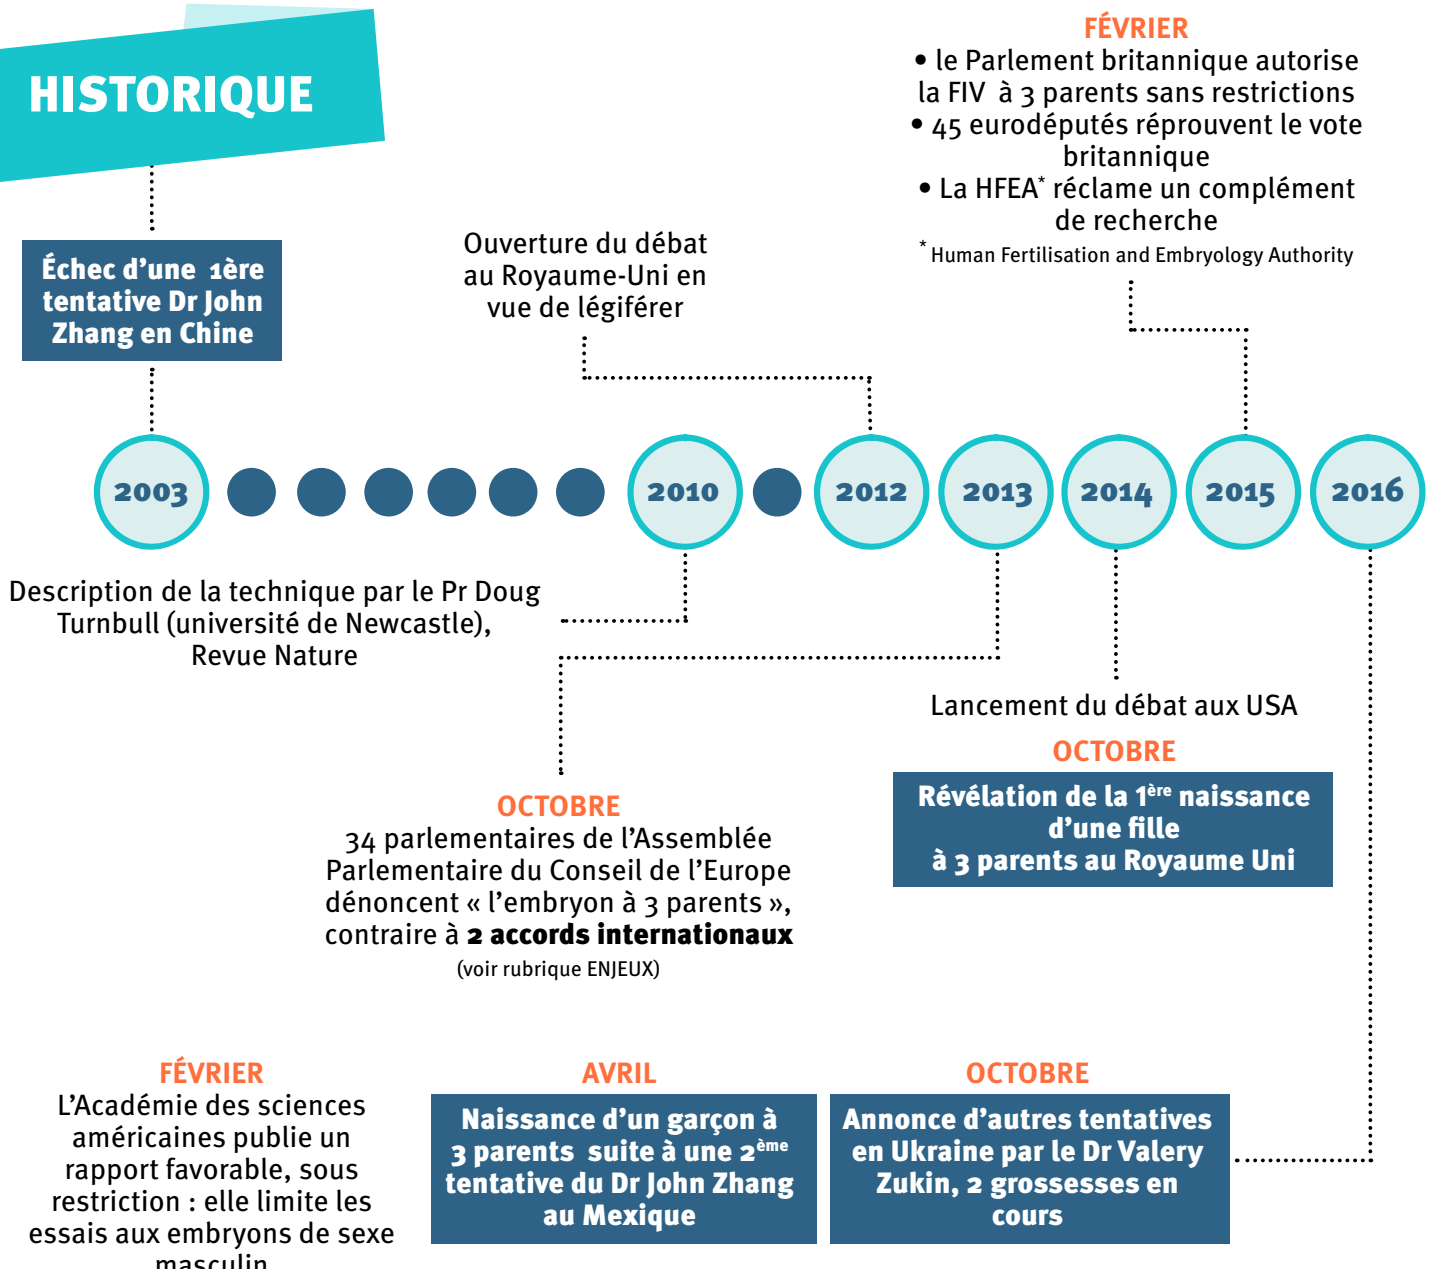 HISTORIQUE
FÉVRIER
• le Parlement britannique autorise
la FIV à 3 parents sans restrictions
• 45 eurodéputés réprouvent le vote
britannique
• La HFEA* réclame un complément
de recherche
* Human Fertilisation and Embryology Authority
Échec d’une 1ère
tentative Dr John
Zhang en Chine
Ouverture du débat
au Royaume-Uni en
vue de légiférer
2003
2010
2012
2013
2014
2015
2016
Description de la technique par le Pr Doug
Turnbull (université de Newcastle),
Revue Nature
Lancement du débat aux USA
OCTOBRE
Révélation de la 1ère naissance
d’une fille
à 3 parents au Royaume Uni
OCTOBRE
34 parlementaires de l’Assemblée
Parlementaire du Conseil de l’Europe
dénoncent « l’embryon à 3 parents »,
contraire à 2 accords internationaux
(voir rubrique ENJEUX)
FÉVRIER
L’Académie des sciences
américaines publie un
rapport favorable, sous
restriction : elle limite les
essais aux embryons de sexe
masculin
AVRIL
Naissance d’un garçon à
3 parents suite à une 2ème
tentative du Dr John Zhang
au Mexique
OCTOBRE
Annonce d’autres tentatives
en Ukraine par le Dr Valery
Zukin, 2 grossesses en
cours